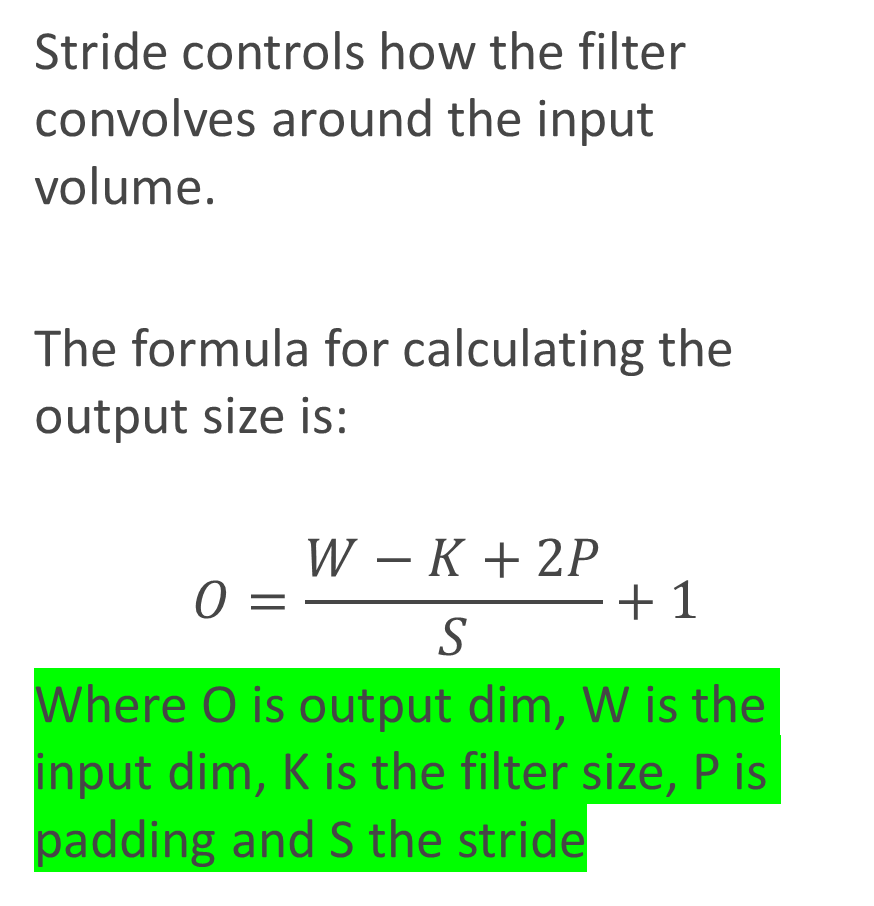 Stride controls how the filter
convolves around the input
volume.
The formula for calculating the
output size is:
O = \frac{W - K + 2P}{S} + 1
Where O is output dim, W is the
input dim, K is the filter size, P is
padding and S the stride